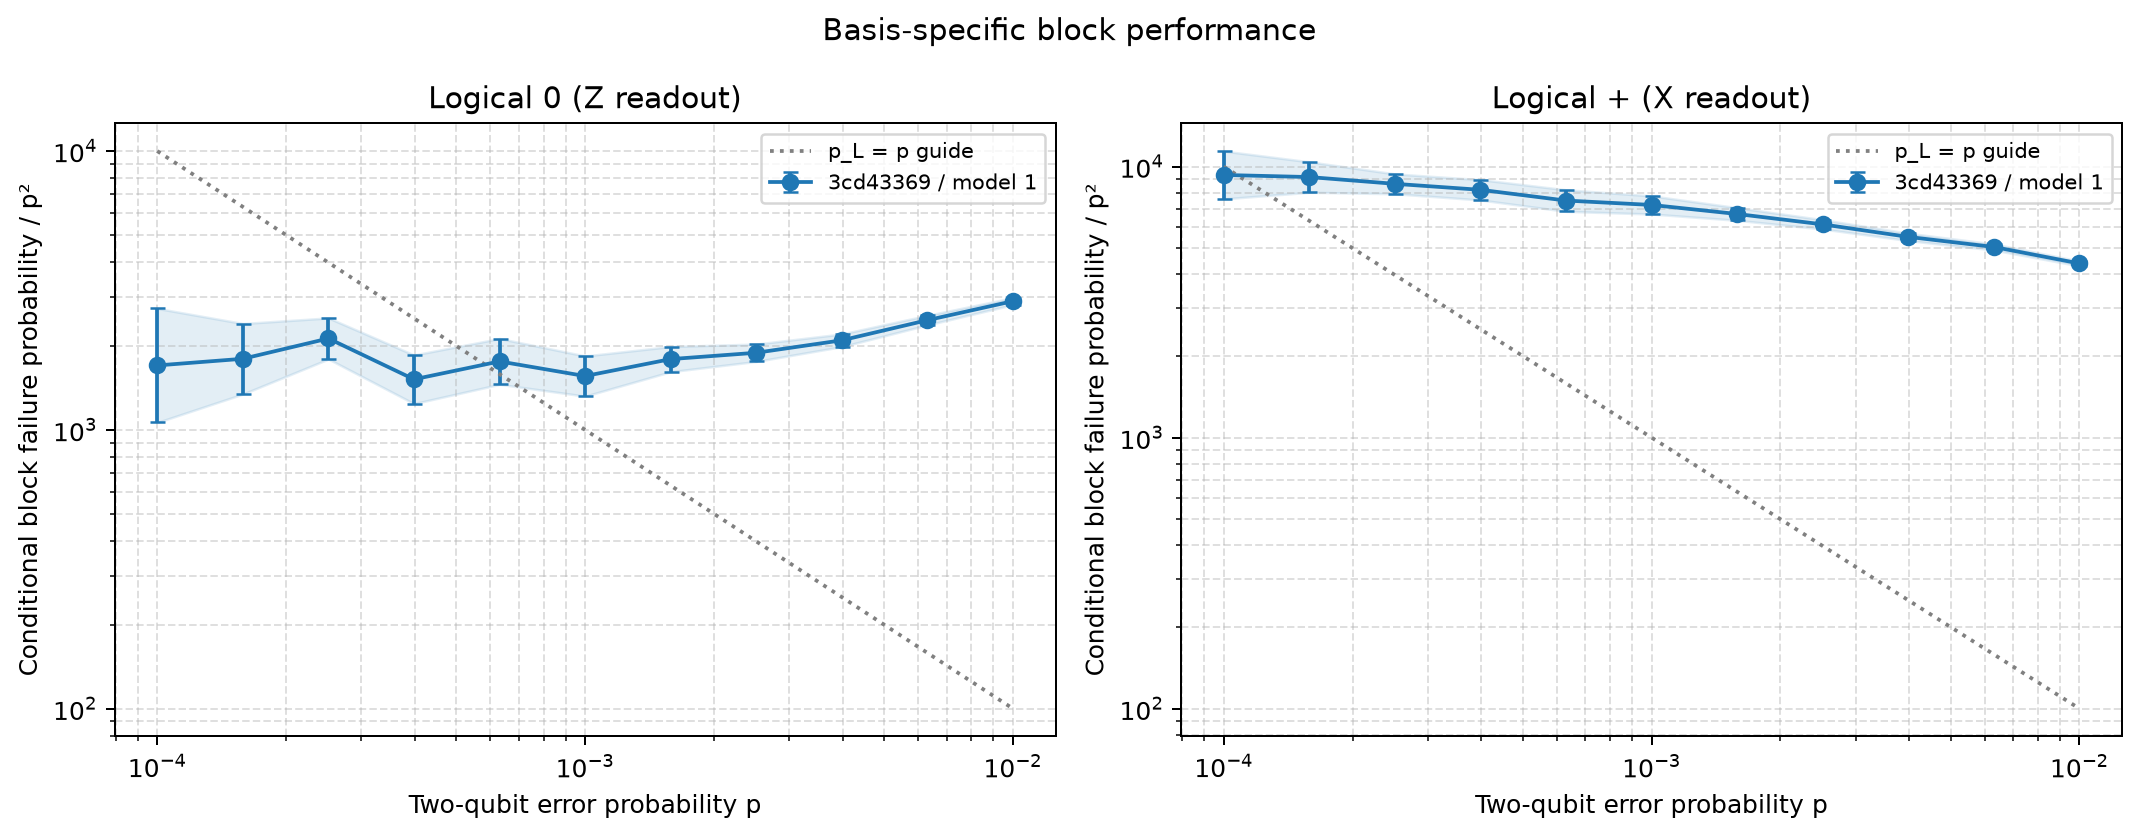 Basis-specific block performance
Logical 0 (Z readout)
Conditional block failure probability / p²
10⁴
10³
10²
p_L = p guide
3cd43369 / model 1
10⁻⁴
10⁻³
10⁻²
Two-qubit error probability p
Logical + (X readout)
Conditional block failure probability / p²
10⁴
10³
10²
p_L = p guide
3cd43369 / model 1
10⁻⁴
10⁻³
10⁻²
Two-qubit error probability p